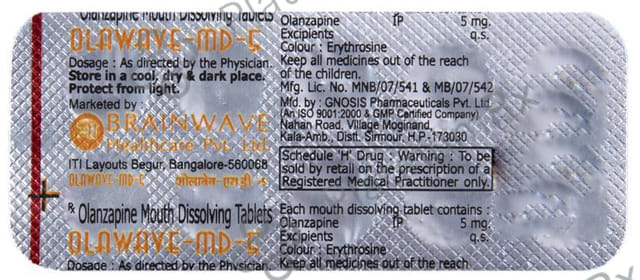 Olanzapine Mouth Dissolving Tablets
OLAWAVE-MD-5
Dosage : As directed by the Physician.
Store in a cool, dry & dark place.
Protect from light.
Marketed by :
BRAINWAVE
Healthcare Pvt. Ltd.
ITI Layouts Begur, Bangalore-560068
OLAWAVE-MD-5 ओलावेव-एम डी -5
Rx Olanzapine Mouth Dissolving Tablets
OLAWAVE-MD-5
Dosage : As directed by the Physician.
Olanzapine IP 5 mg.
Excipients q.s.
Colour : Erythrosine
Keep all medicines out of the reach
of the children.
Mfg. Lic. No. MNB/07/541 & MB/07/542
Mfd. by : GNOSIS Pharmaceuticals Pvt. Ltd.
(An ISO 9001:2000 & GMP Certified Company)
Nahan Road, Village Moginand,
Kala-Amb., Distt. Sirmour, H.P-173030
Schedule 'H' Drug : Warning : To be
sold by retail on the prescription of a
Registered Medical Practitioner only.
Each mouth dissolving tablet contains :
Olanzapine IP 5 mg.
Excipients q.s.
Colour : Erythrosine
Keep all medicines out of the reach